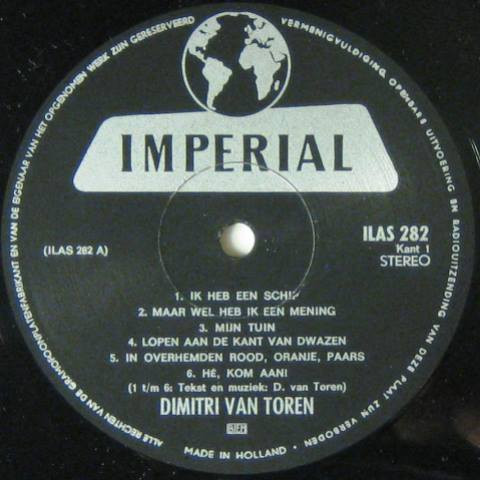 ALLE RECHTEN VAN DE GRAMOFOONPLATENFABRIKANT EN VAN DE EIGENAAR VAN HET OPGENOMEN WERK ZIJN GERESERVEERD
VERMENIGVULDIGING, OPENBARE UITVOERING EN RADIOUITZENDING VAN DEZE PLAAT ZIJN VERBODEN
IMPERIAL
ILAS 282
(ILAS 282 A)
Kant 1
STEREO
1. IK HEB EEN SCHIP
2. MAAR WEL HEB IK EEN MENING
3. MIJN TUIN
4. LOPEN AAN DE KANT VAN DWAZEN
5. IN OVERHEMDEN ROOD, ORANJE, PAARS
6. HÉ, KOM AAN!
(1 t/m 6: Tekst en muziek: D. van Toren)
DIMITRI VAN TOREN
MADE IN HOLLAND •